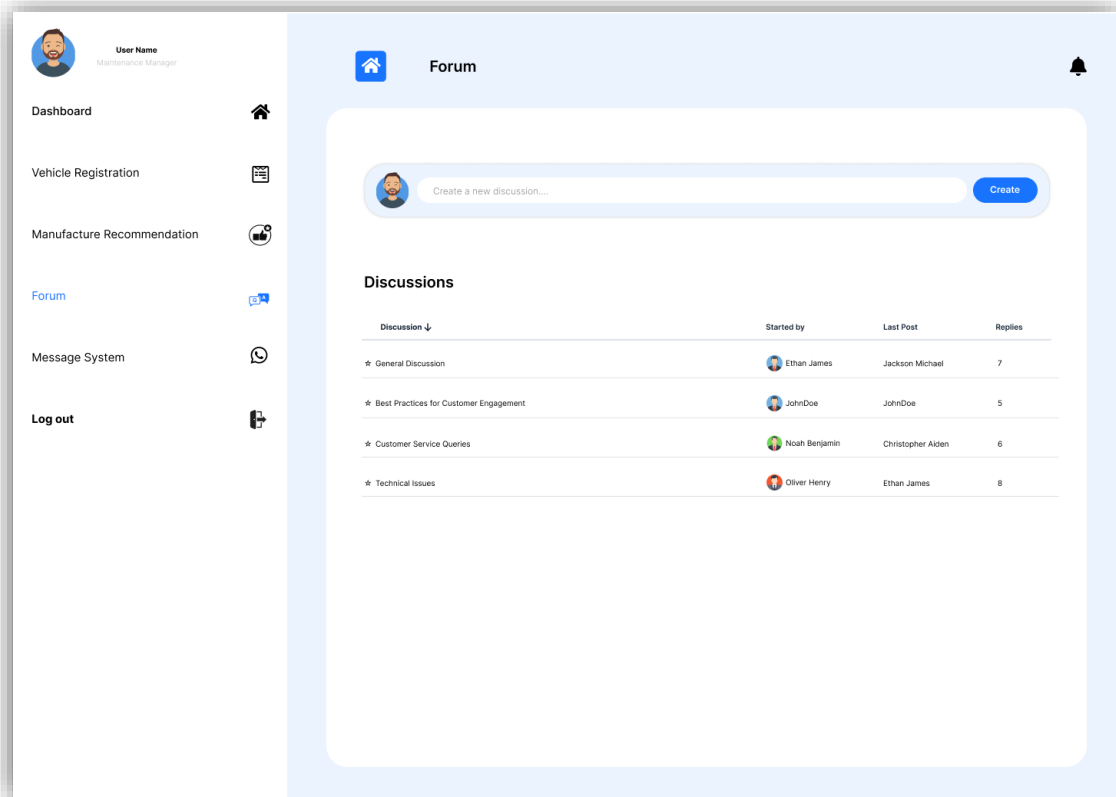 User Name
Maintenance Manager
Dashboard
Vehicle Registration
Manufacture Recommendation
Forum
Message System
Log out
Forum
Create a new discussion....
Create
Discussions
Discussion ↓ Started by Last Post Replies
☆ General Discussion Ethan James Jackson Michael 7
☆ Best Practices for Customer Engagement JohnDoe JohnDoe 5
☆ Customer Service Queries Noah Benjamin Christopher Aiden 6
☆ Technical Issues Oliver Henry Ethan James 8